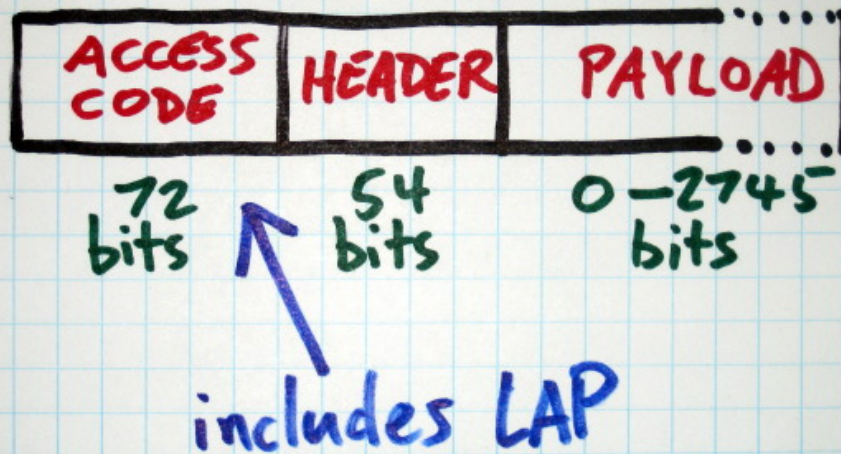 ACCESS
CODE
HEADER
PAYLOAD
72
bits
54
bits
0-2745
bits
includes LAP